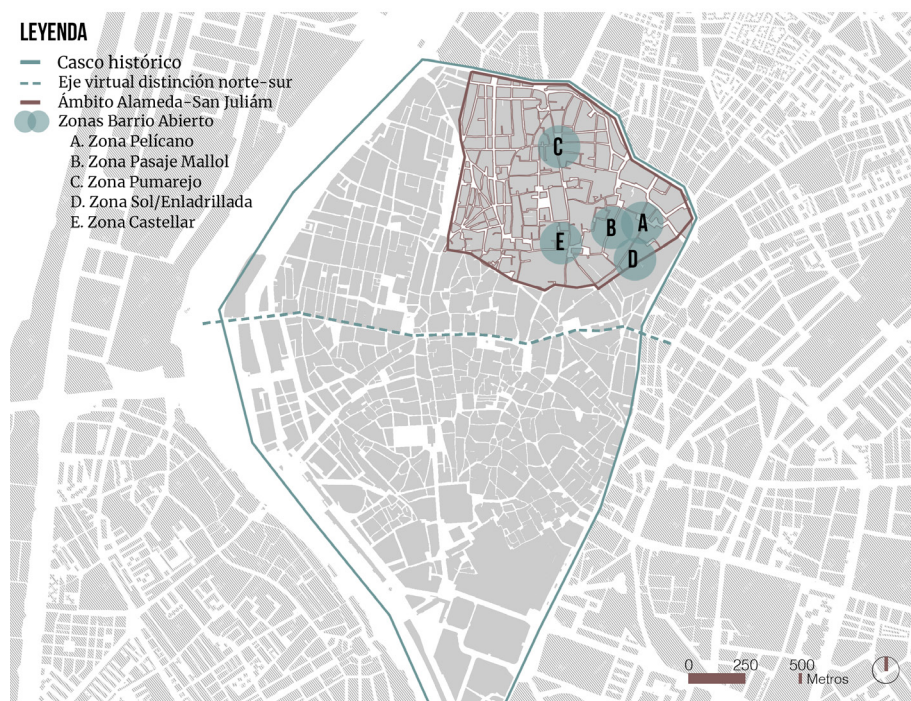 LEYENDA
Casco histórico
Eje virtual distinción norte-sur
Ámbito Alameda-San Juliám
Zonas Barrio Abierto
A. Zona Pelícano
B. Zona Pasaje Mallol
C. Zona Pumarejo
D. Zona Sol/Enladrillada
E. Zona Castellar
C
A
B
E
D
0 250 500
Metros